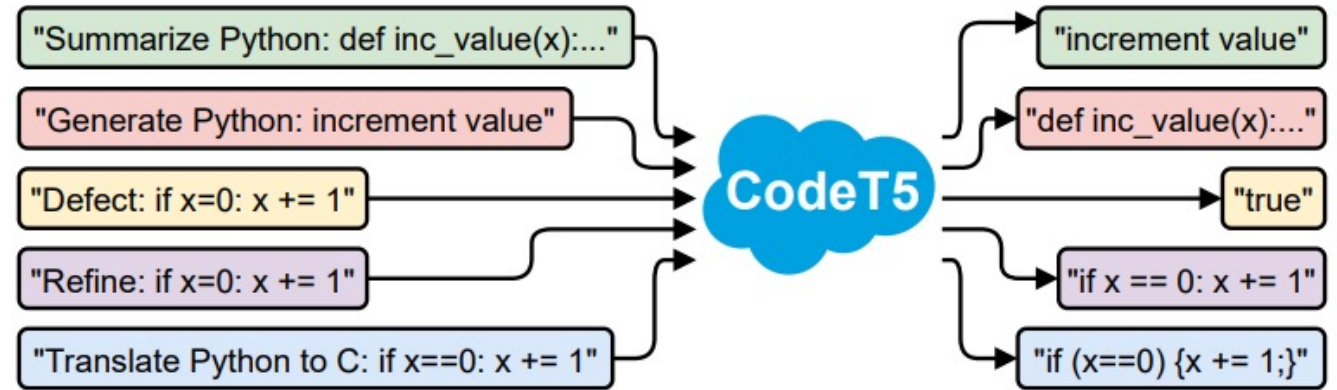 "Summarize Python: def inc_value(x):..."
"Generate Python: increment value"
"Defect: if x=0: x += 1"
"Refine: if x=0: x += 1"
"Translate Python to C: if x==0: x += 1"
CodeT5
"increment value"
"def inc_value(x):..."
"true"
"if x == 0: x += 1"
"if (x==0) {x += 1;}"